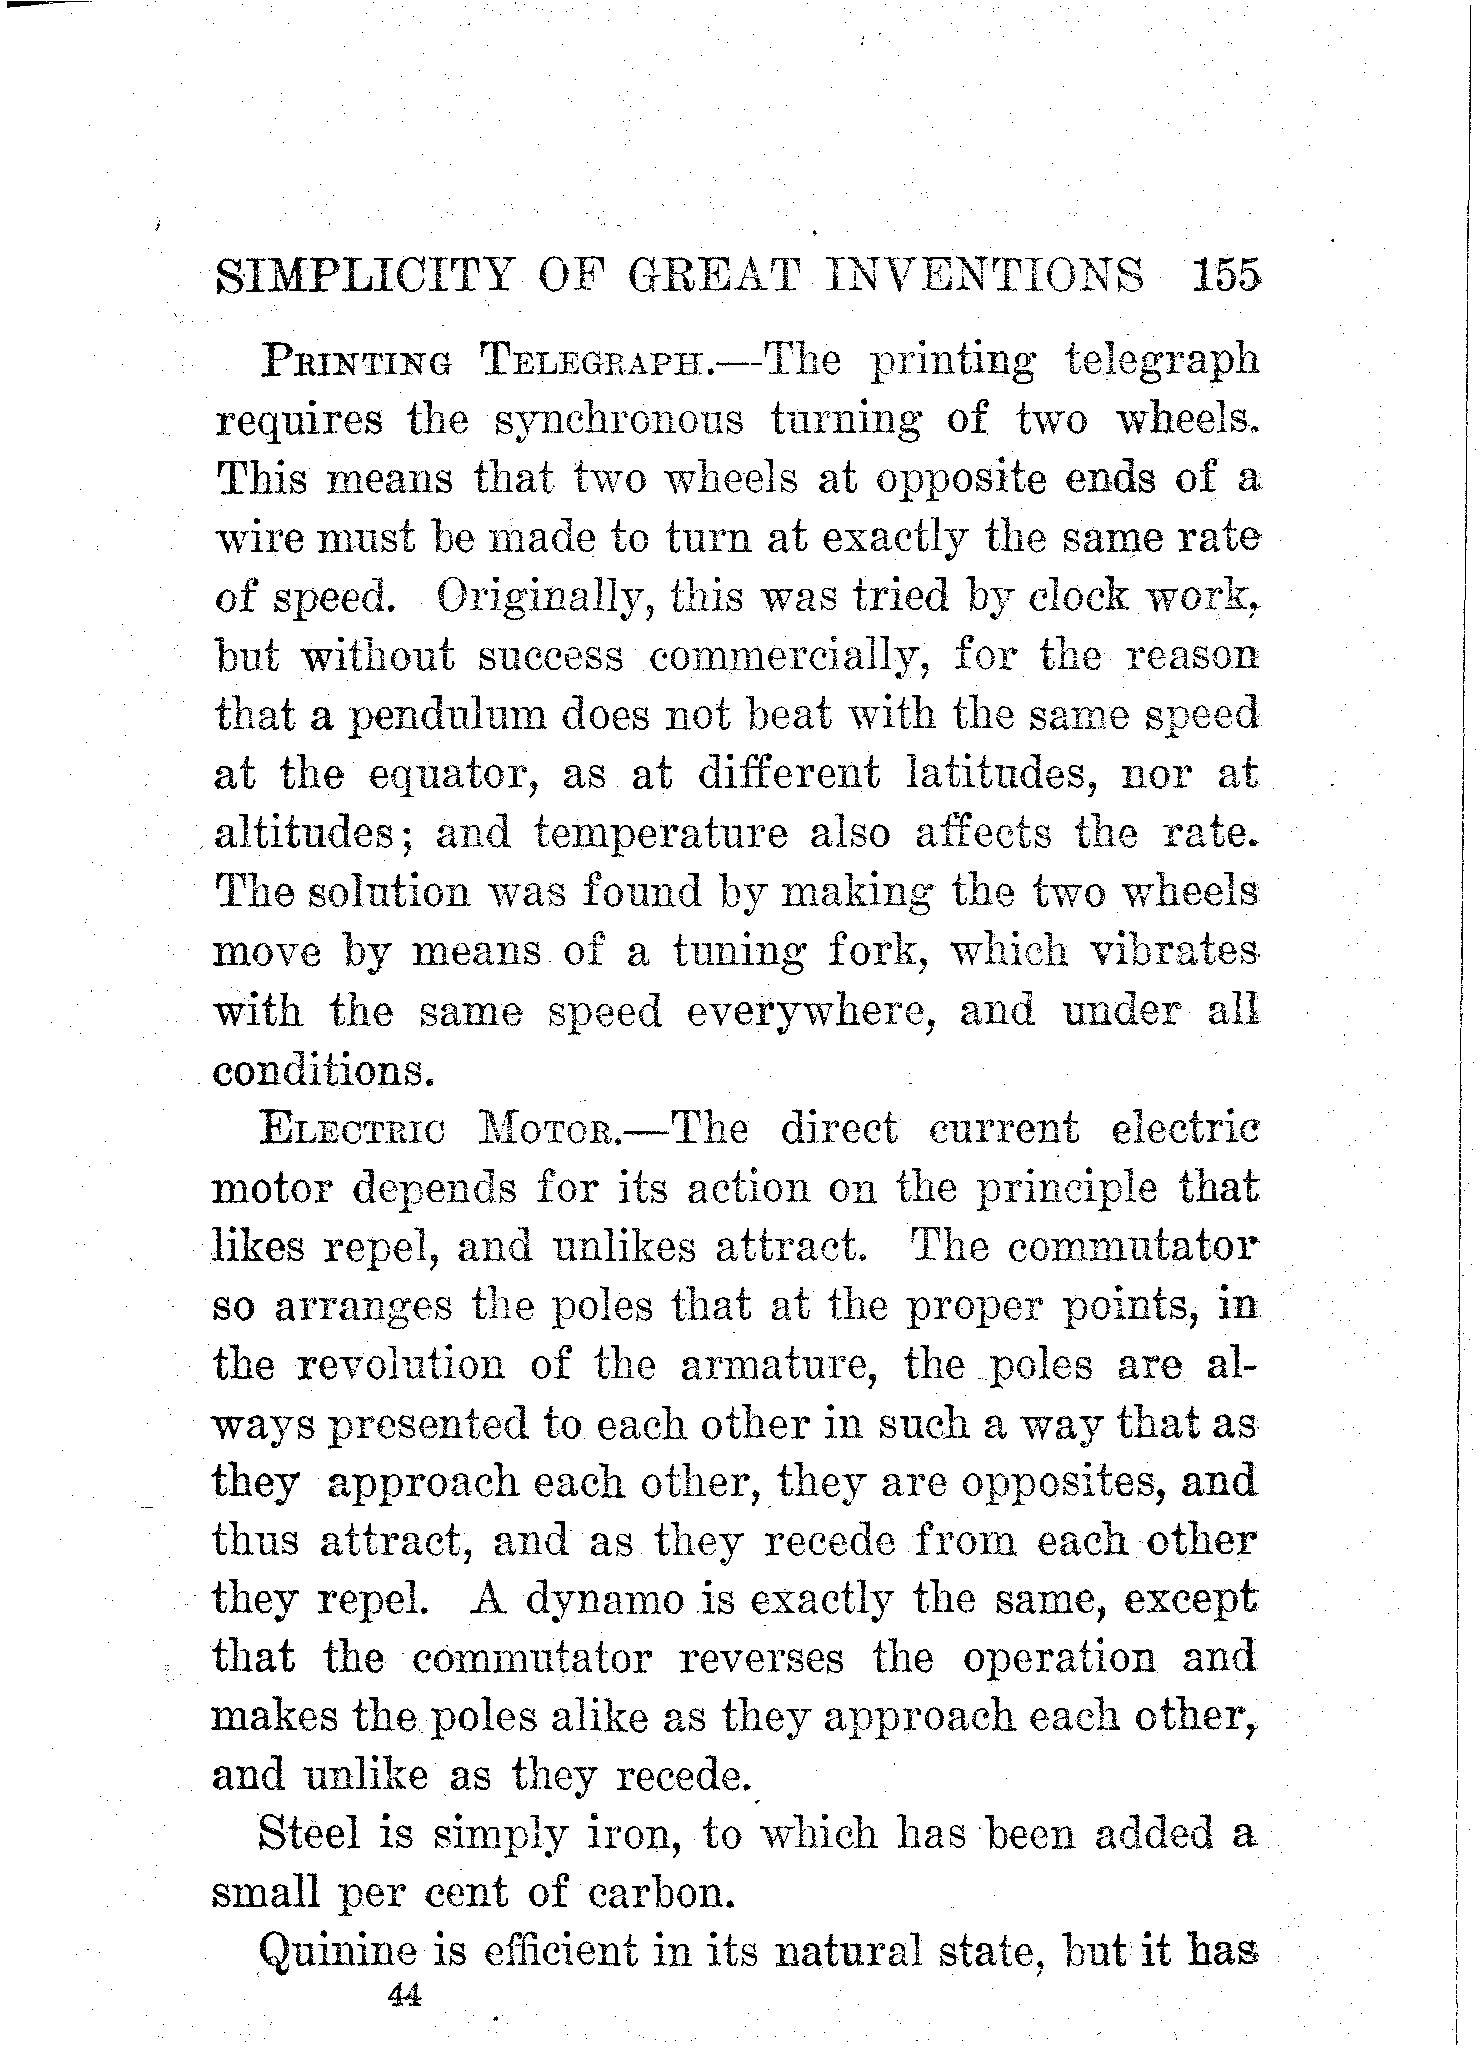 SIMPLICITY OF GREAT INVENTIONS 155
PRINTING TELEGRAPH.—The printing telegraph
requires the synchronous turning of two wheels.
This means that two wheels at opposite ends of a
wire must be made to turn at exactly the same rate
of speed. Originally, this was tried by clock work,
but without success commercially, for the reason
that a pendulum does not beat with the same speed
at the equator, as at different latitudes, nor at
altitudes; and temperature also affects the rate.
The solution was found by making the two wheels
move by means of a tuning fork, which vibrates
with the same speed everywhere, and under all
conditions.
ELECTRIC MOTOR.—The direct current electric
motor depends for its action on the principle that
likes repel, and unlikes attract. The commutator
so arranges the poles that at the proper points, in
the revolution of the armature, the poles are al-
ways presented to each other in such a way that as
they approach each other, they are opposites, and
thus attract, and as they recede from each other
they repel. A dynamo is exactly the same, except
that the commutator reverses the operation and
makes the poles alike as they approach each other,
and unlike as they recede.
Steel is simply iron, to which has been added a
small per cent of carbon.
Quinine is efficient in its natural state, but it has
44